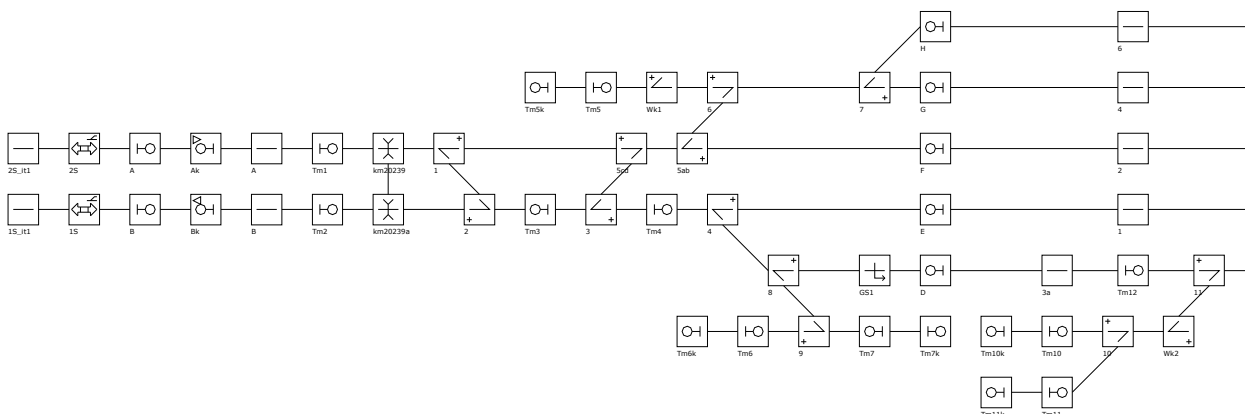 H
6
Tm5k
Tm5
Wk1
6
7
G
4
2S_it1
2S
A
Ak
A
Tm1
km20239
1
5cd
5ab
F
2
1S_it1
1S
B
Bk
B
Tm2
km20239a
2
Tm3
3
Tm4
4
E
1
8
GS1
D
3a
Tm12
11
Tm6k
Tm6
9
Tm7
Tm7k
Tm10k
Tm10
10
Wk2
Tm11k
Tm11